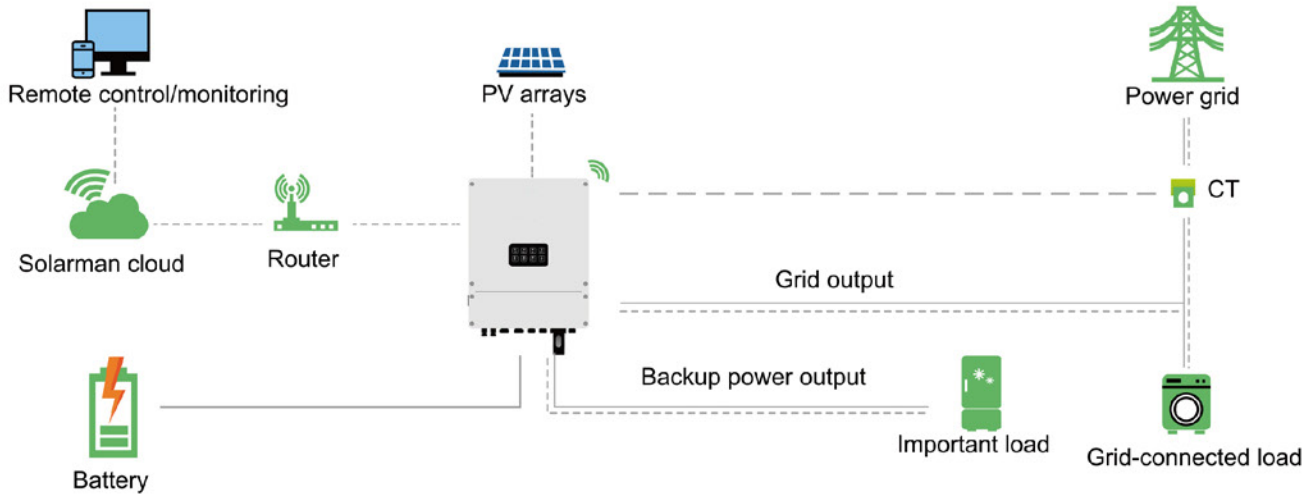 Remote control/monitoring
PV arrays
Power grid
CT
Solarman cloud
Router
Grid output
Backup power output
Battery
Important load
Grid-connected load